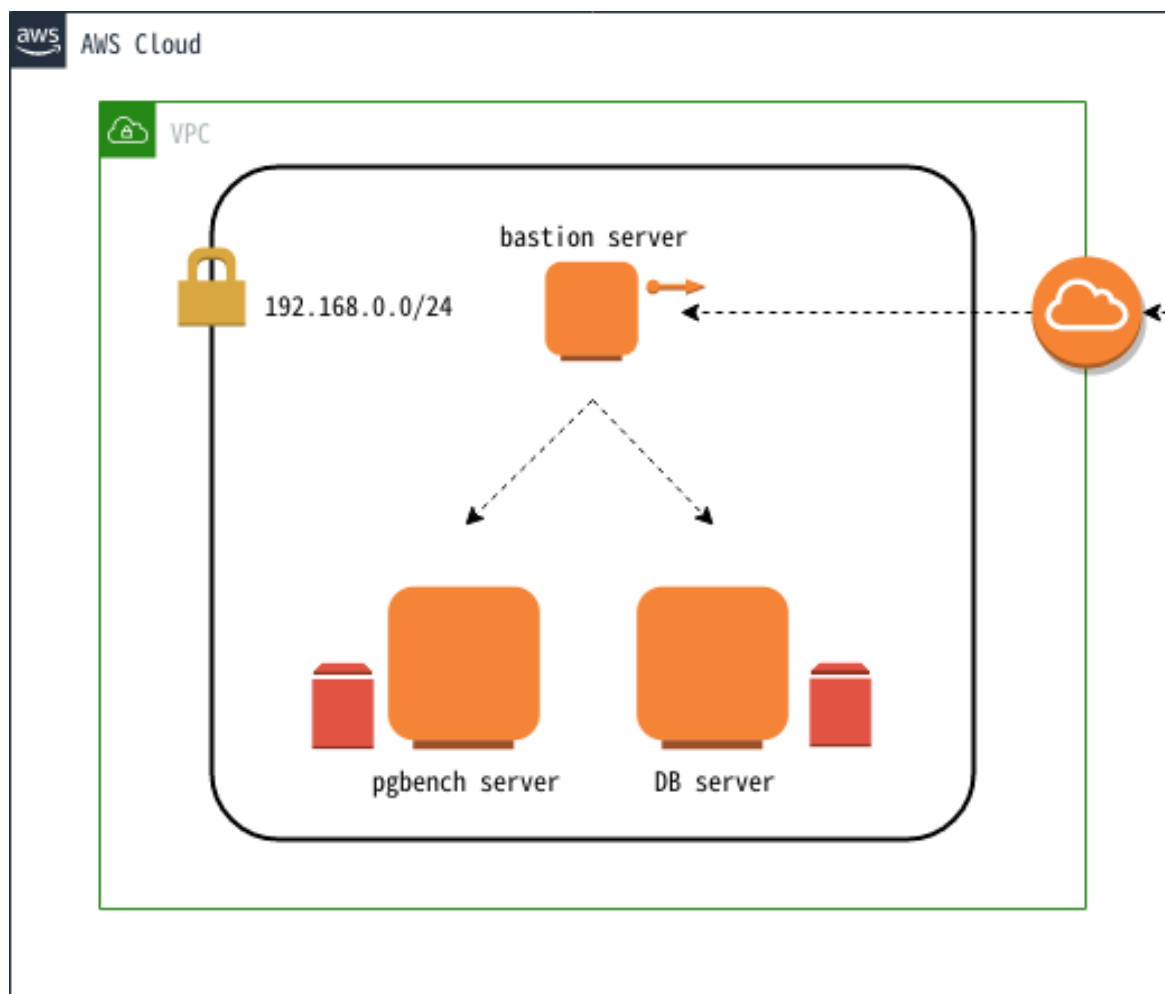 aws
AWS Cloud
VPC
bastion server
192.168.0.0/24
pgbench server
DB server